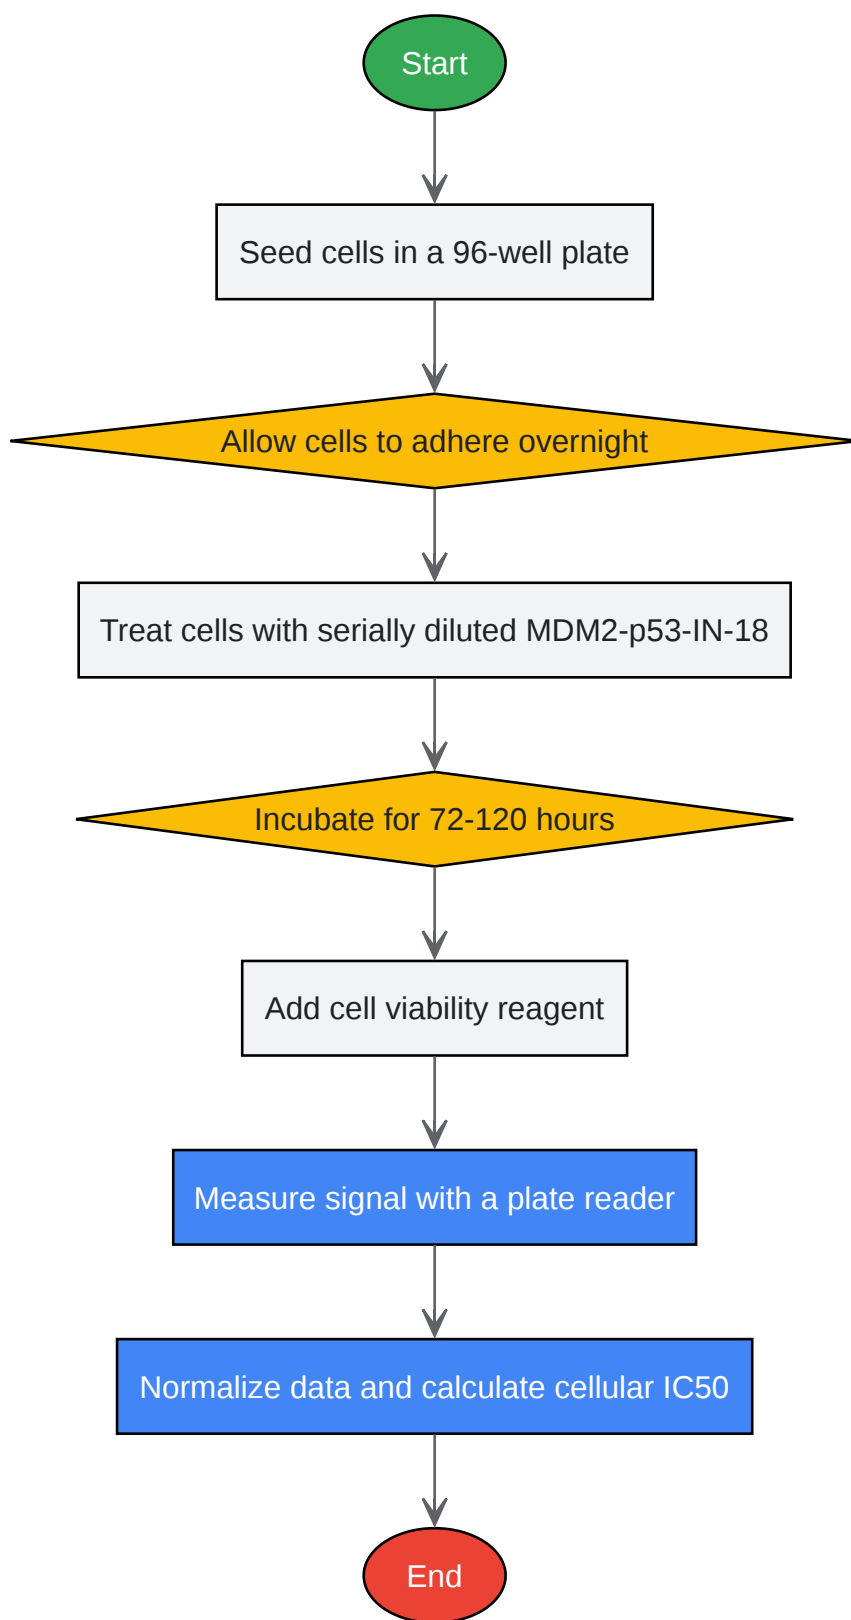 Start
Seed cells in a 96-well plate
Allow cells to adhere overnight
Treat cells with serially diluted MDM2-p53-IN-18
Incubate for 72-120 hours
Add cell viability reagent
Measure signal with a plate reader
Normalize data and calculate cellular IC50
End